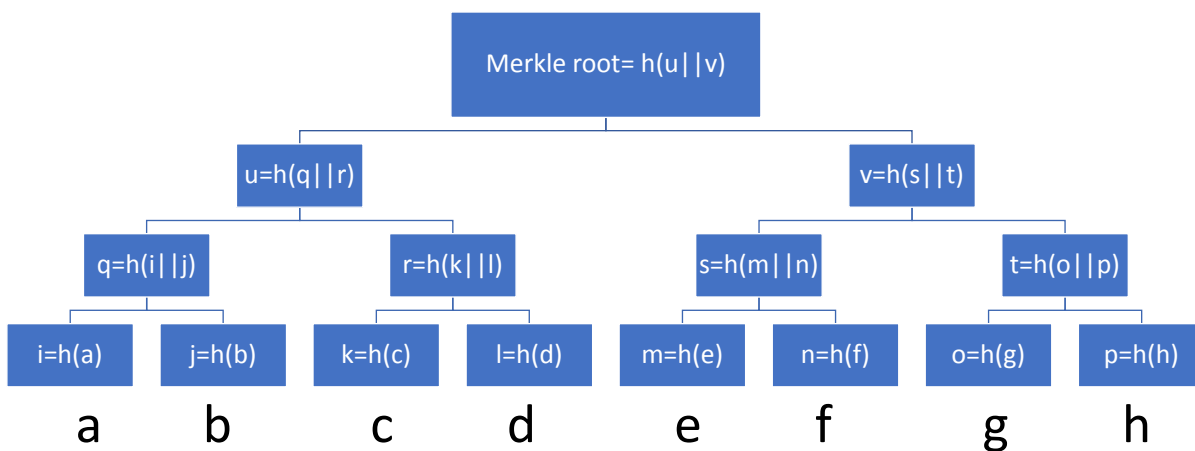 Merkle root= h(u||v)
u=h(q||r)
v=h(s||t)
q=h(i||j)
r=h(k||l)
s=h(m||n)
t=h(o||p)
i=h(a)
j=h(b)
k=h(c)
l=h(d)
m=h(e)
n=h(f)
o=h(g)
p=h(h)
a
b
c
d
e
f
g
h